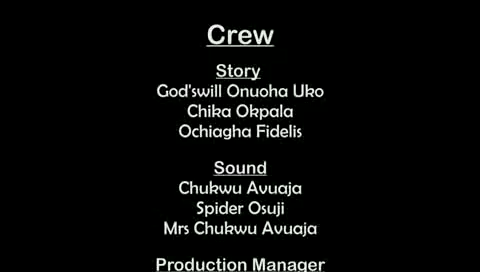 Crew
Story
God'swill Onuoha Uko
Chika Okpala
Ochiagha Fidelis
Sound
Chukwu Avuaja
Spider Osuji
Mrs Chukwu Avuaja
Production Manager